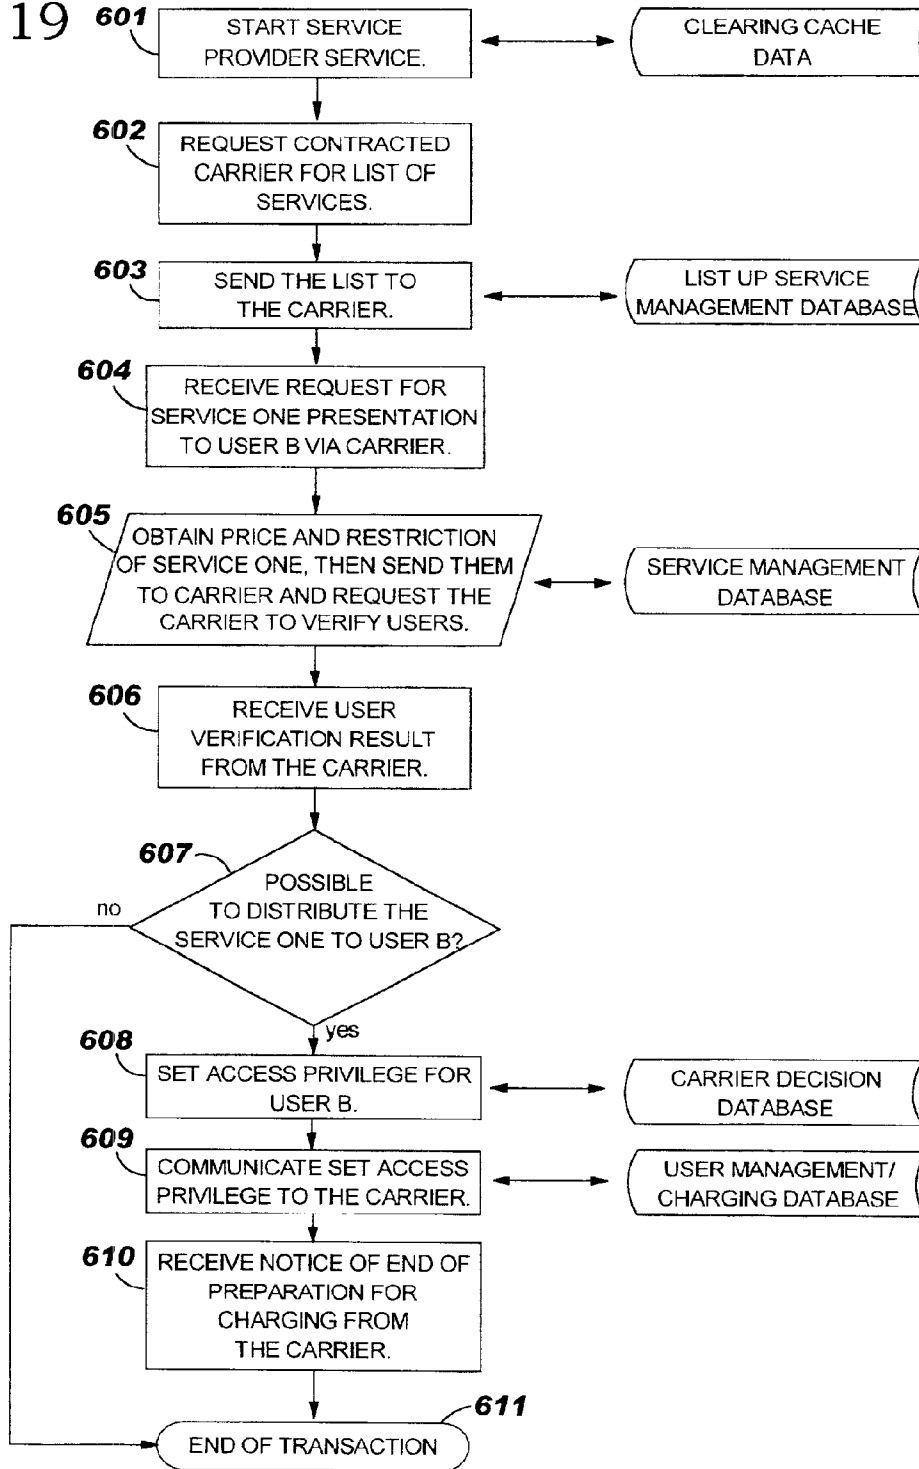 19
601
START SERVICE
PROVIDER SERVICE.
CLEARING CACHE
DATA
602
REQUEST CONTRACTED
CARRIER FOR LIST OF
SERVICES.
603
SEND THE LIST TO
THE CARRIER.
LIST UP SERVICE
MANAGEMENT DATABASE
604
RECEIVE REQUEST FOR
SERVICE ONE PRESENTATION
TO USER B VIA CARRIER.
605
OBTAIN PRICE AND RESTRICTION
OF SERVICE ONE, THEN SEND THEM
TO CARRIER AND REQUEST THE
CARRIER TO VERIFY USERS.
SERVICE MANAGEMENT
DATABASE
606
RECEIVE USER
VERIFICATION RESULT
FROM THE CARRIER.
607
POSSIBLE
TO DISTRIBUTE THE
SERVICE ONE TO USER B?
no
yes
608
SET ACCESS PRIVILEGE FOR
USER B.
CARRIER DECISION
DATABASE
609
COMMUNICATE SET ACCESS
PRIVILEGE TO THE CARRIER.
USER MANAGEMENT/
CHARGING DATABASE
610
RECEIVE NOTICE OF END OF
PREPARATION FOR
CHARGING FROM
THE CARRIER.
611
END OF TRANSACTION